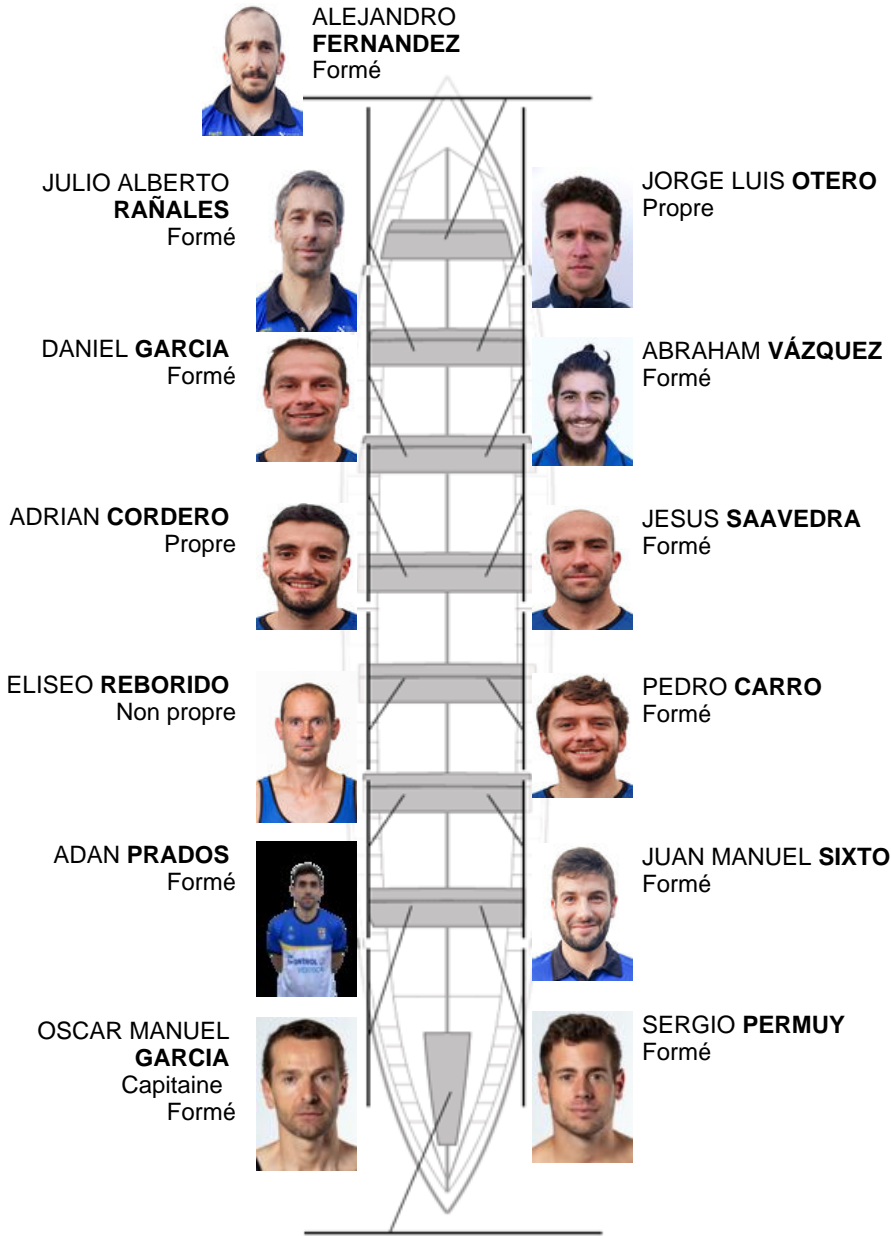 ALEJANDRO
FERNANDEZ
Formé
JULIO ALBERTO
RAÑALES
Formé
JORGE LUIS OTERO
Propre
DANIEL GARCIA
Formé
ABRAHAM VÁZQUEZ
Formé
ADRIAN CORDERO
Propre
JESUS SAAVEDRA
Formé
ELISEO REBORIDO
Non propre
PEDRO CARRO
Formé
ADAN PRADOS
Formé
JUAN MANUEL SIXTO
Formé
OSCAR MANUEL
GARCIA
Capitaine
Formé
SERGIO PERMUY
Formé